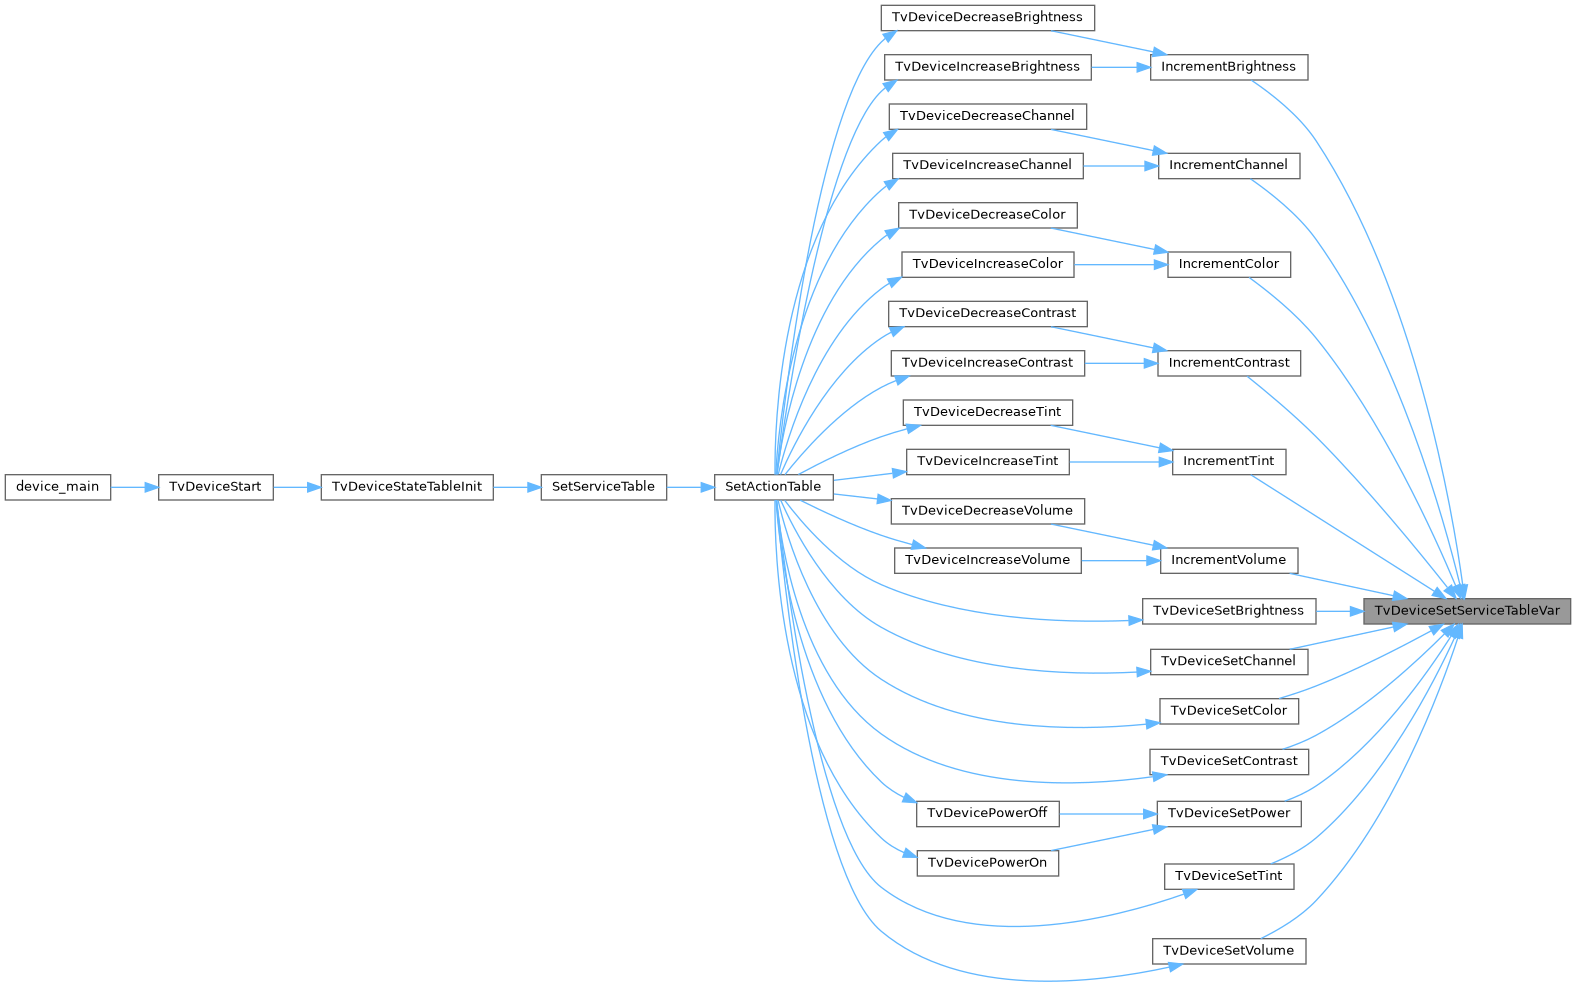 TvDeviceDecreaseBrightness
TvDeviceIncreaseBrightness
IncrementBrightness
TvDeviceDecreaseChannel
TvDeviceIncreaseChannel
IncrementChannel
TvDeviceDecreaseColor
TvDeviceIncreaseColor
IncrementColor
TvDeviceDecreaseContrast
TvDeviceIncreaseContrast
IncrementContrast
TvDeviceDecreaseTint
TvDeviceIncreaseTint
IncrementTint
device_main
TvDeviceStart
TvDeviceStateTableInit
SetServiceTable
SetActionTable
TvDeviceDecreaseVolume
TvDeviceIncreaseVolume
IncrementVolume
TvDeviceSetBrightness
TvDeviceSetServiceTableVar
TvDeviceSetChannel
TvDeviceSetColor
TvDeviceSetContrast
TvDevicePowerOff
TvDeviceSetPower
TvDevicePowerOn
TvDeviceSetTint
TvDeviceSetVolume